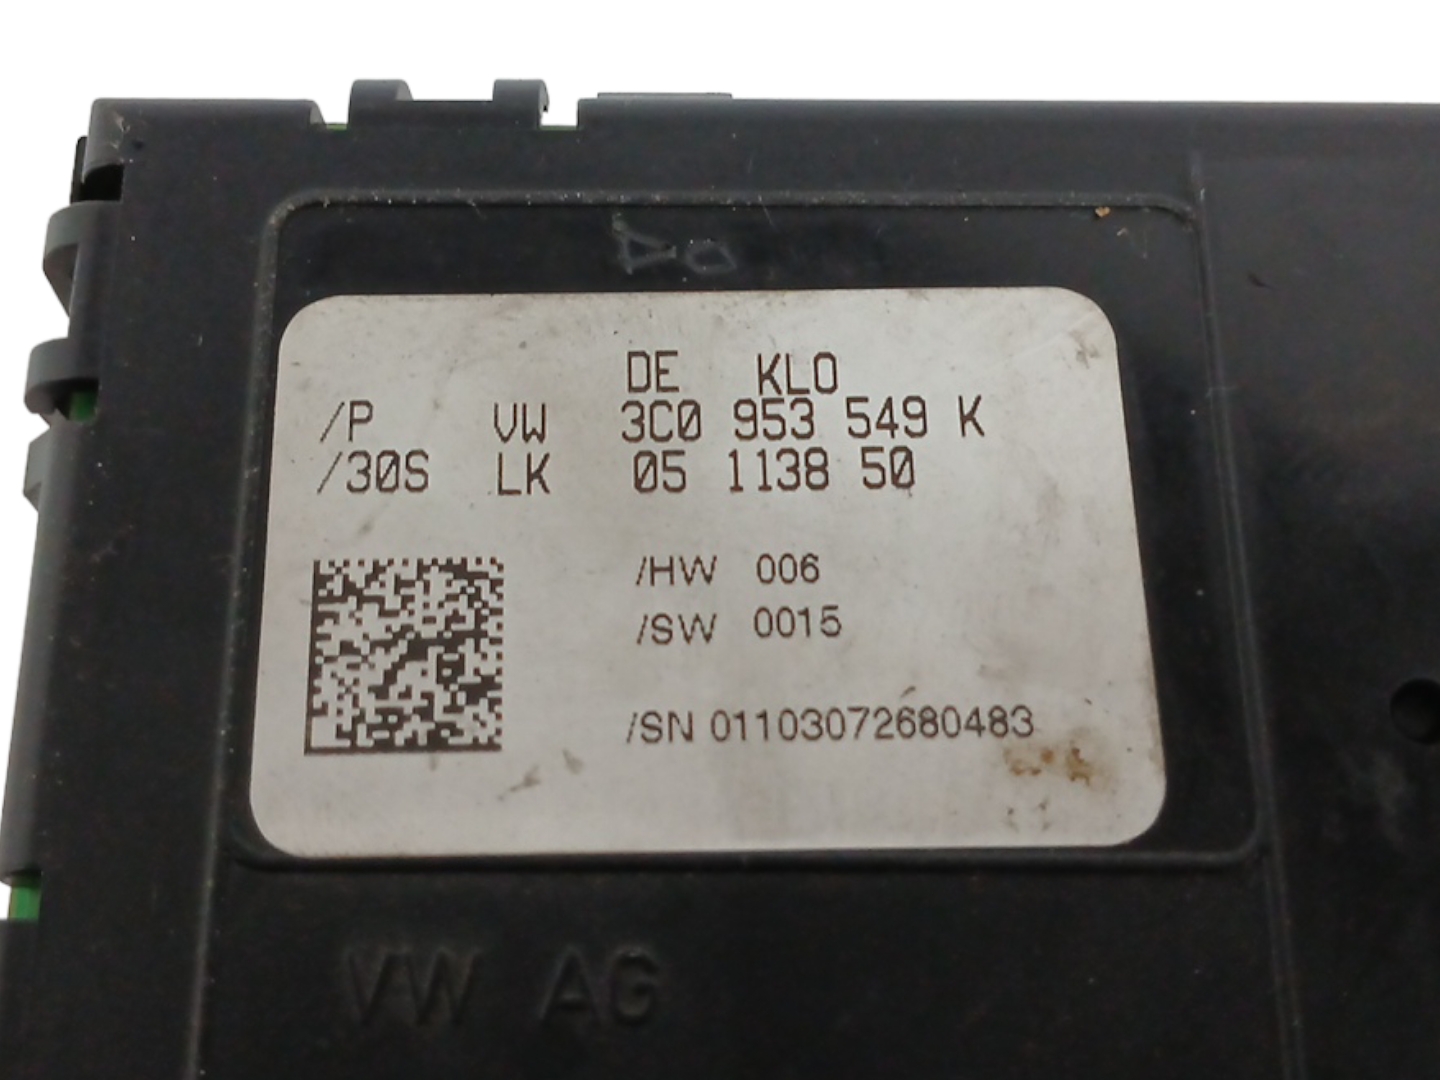 DE KLO
/P VW 3C0 953 549 K
/30S LK 05 1138 50
/HW 006
/SW 0015
/SN 01103072680483
VW AG